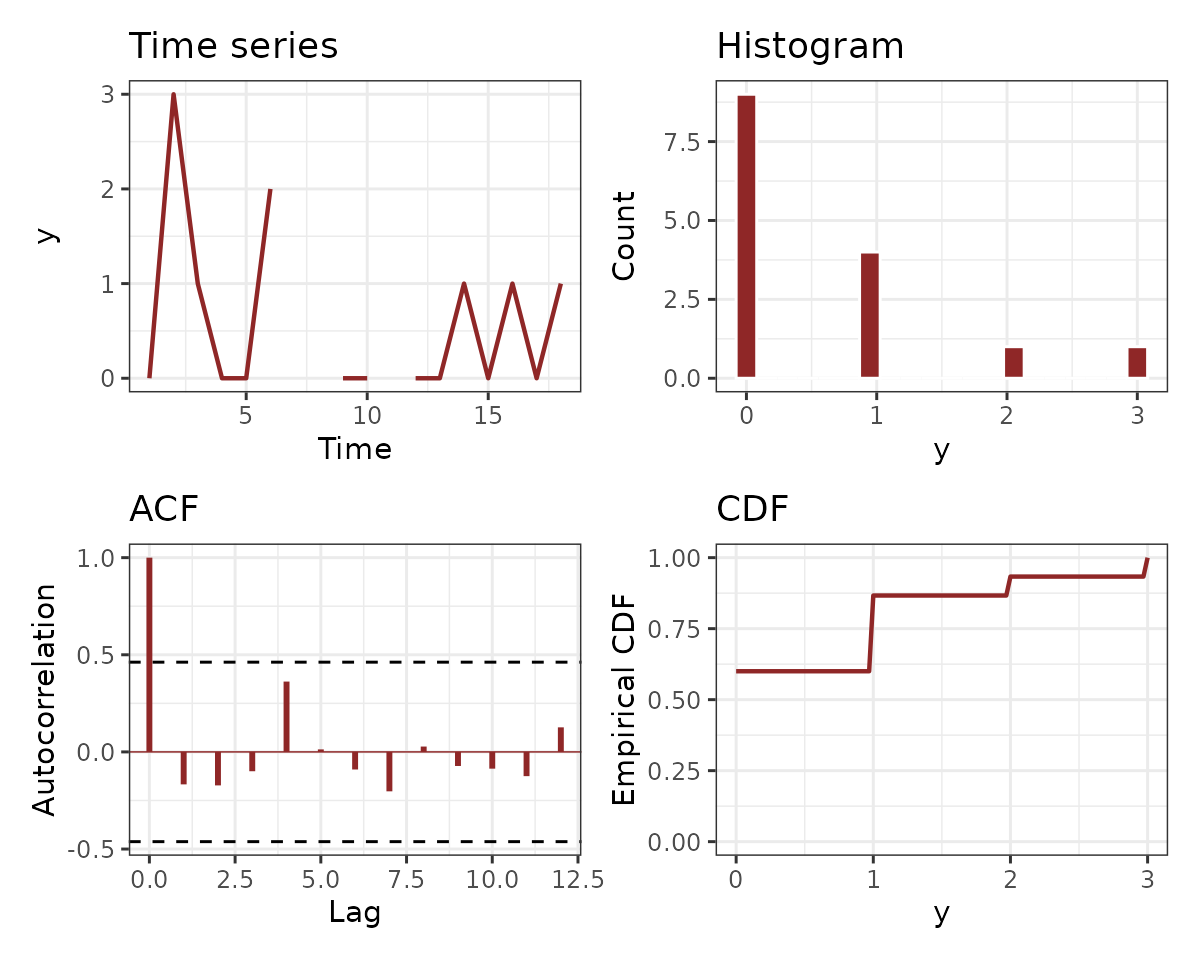 Time series
3
2
1
0
y
5 10 15
Time
Histogram
7.5
5.0
2.5
0.0
Count
0 1 2 3
y
ACF
1.0
0.5
0.0
-0.5
Autocorrelation
0.0 2.5 5.0 7.5 10.0 12.5
Lag
CDF
1.00
0.75
0.50
0.25
0.00
Empirical CDF
0 1 2 3
y